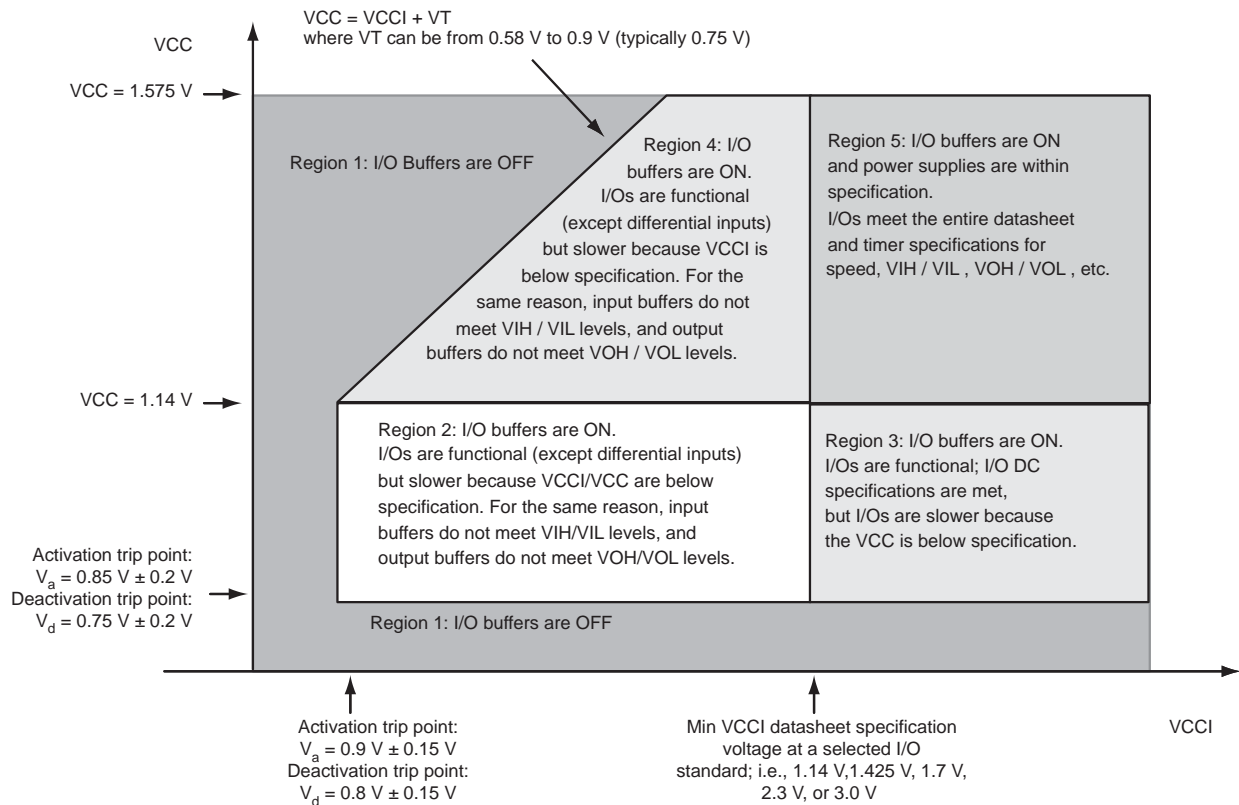 VCC = VCCI + VT
where VT can be from 0.58 V to 0.9 V (typically 0.75 V)
VCC
VCC = 1.575 V
Region 1: I/O Buffers are OFF
Region 4: I/O
buffers are ON.
I/Os are functional
(except differential inputs)
but slower because VCCI is
below specification. For the
same reason, input buffers do not
meet VIH / VIL levels, and output
buffers do not meet VOH / VOL levels.
Region 5: I/O buffers are ON
and power supplies are within
specification.
I/Os meet the entire datasheet
and timer specifications for
speed, VIH / VIL , VOH / VOL , etc.
VCC = 1.14 V
Region 2: I/O buffers are ON.
I/Os are functional (except differential inputs)
but slower because VCCI/VCC are below
specification. For the same reason, input
buffers do not meet VIH/VIL levels, and
output buffers do not meet VOH/VOL levels.
Region 3: I/O buffers are ON.
I/Os are functional; I/O DC
specifications are met,
but I/Os are slower because
the VCC is below specification.
Activation trip point:
Va = 0.85 V ± 0.2 V
Deactivation trip point:
Vd = 0.75 V ± 0.2 V
Region 1: I/O buffers are OFF
Activation trip point:
Va = 0.9 V ± 0.15 V
Deactivation trip point:
Vd = 0.8 V ± 0.15 V
Min VCCI datasheet specification
voltage at a selected I/O
standard; i.e., 1.14 V,1.425 V, 1.7 V,
2.3 V, or 3.0 V
VCCI